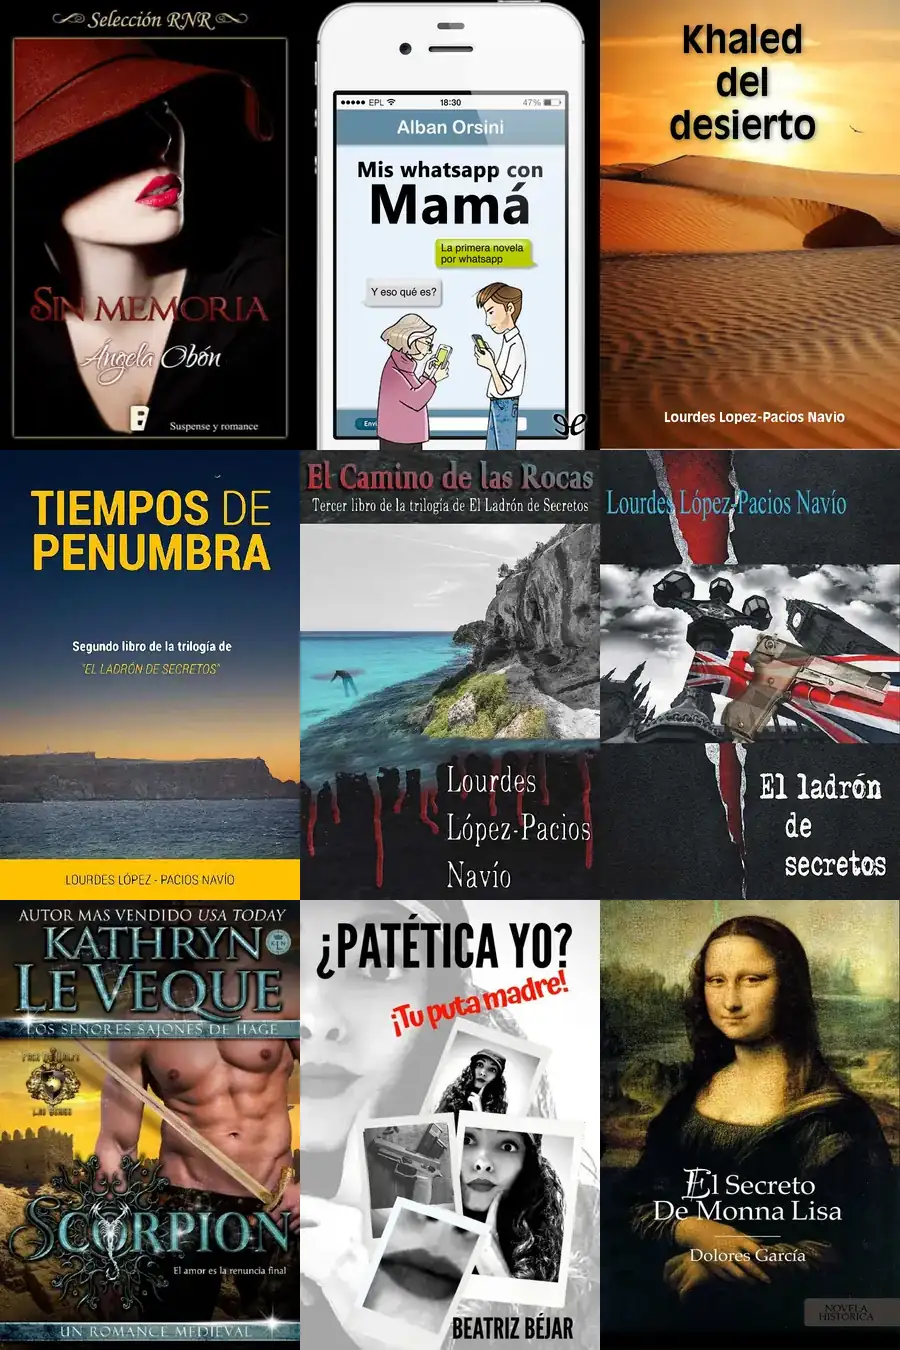 Selección RNR
SIN MEMORIA
Ángela Obón
B
Suspense y romance
EPL
18:30
47%
Alban Orsini
Mis whatsapp con
Mamá
La primera novela
por whatsapp
Y eso qué es?
Khaled
del
desierto
Lourdes Lopez-Pacios Navio
TIEMPOS DE
PENUMBRA
Segundo libro de la trilogía de
"EL LADRÓN DE SECRETOS"
LOURDES LÓPEZ - PACIOS NAVÍO
El Camino de las Rocas
Tercer libro de la trilogía de El Ladrón de Secretos
Lourdes
López-Pacios
Navío
Lourdes López-Pacios Navío
El ladrón
de
secretos
AUTOR MAS VENDIDO USA TODAY
KATHRYN
LE VEQUE
LOS SEÑORES SAJONES DE HAGE
SCORPION
El amor es la renuncia final
UN ROMANCE MEDIEVAL
¿PATÉTICA YO?
¡Tu puta madre!
BEATRIZ BÉJAR
El Secreto
De Monna Lisa
Dolores García
NOVELA
HISTÓRICA